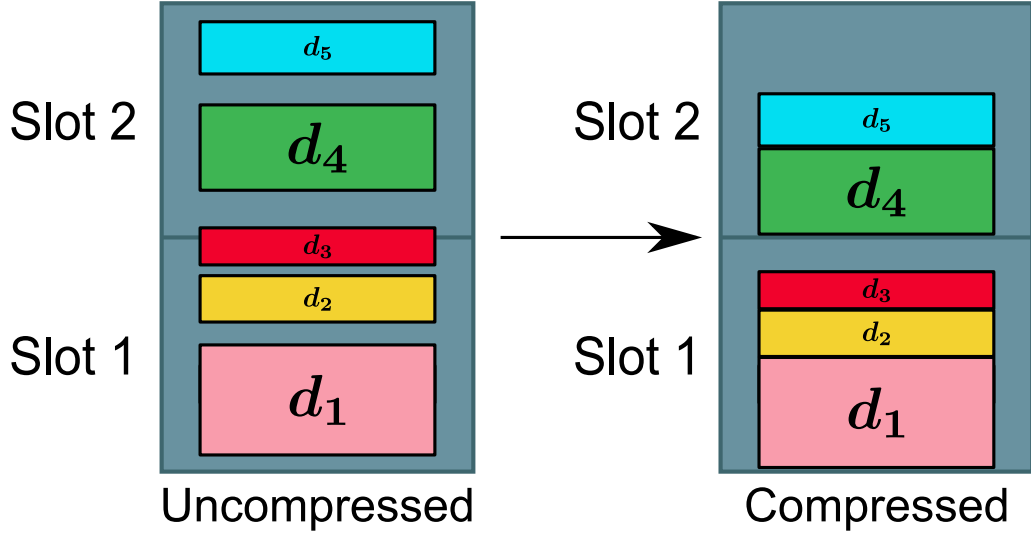 Slot 2
d₅
d₄
Slot 1
d₃
d₂
d₁
Uncompressed
Slot 2
d₅
d₄
Slot 1
d₃
d₂
d₁
Compressed